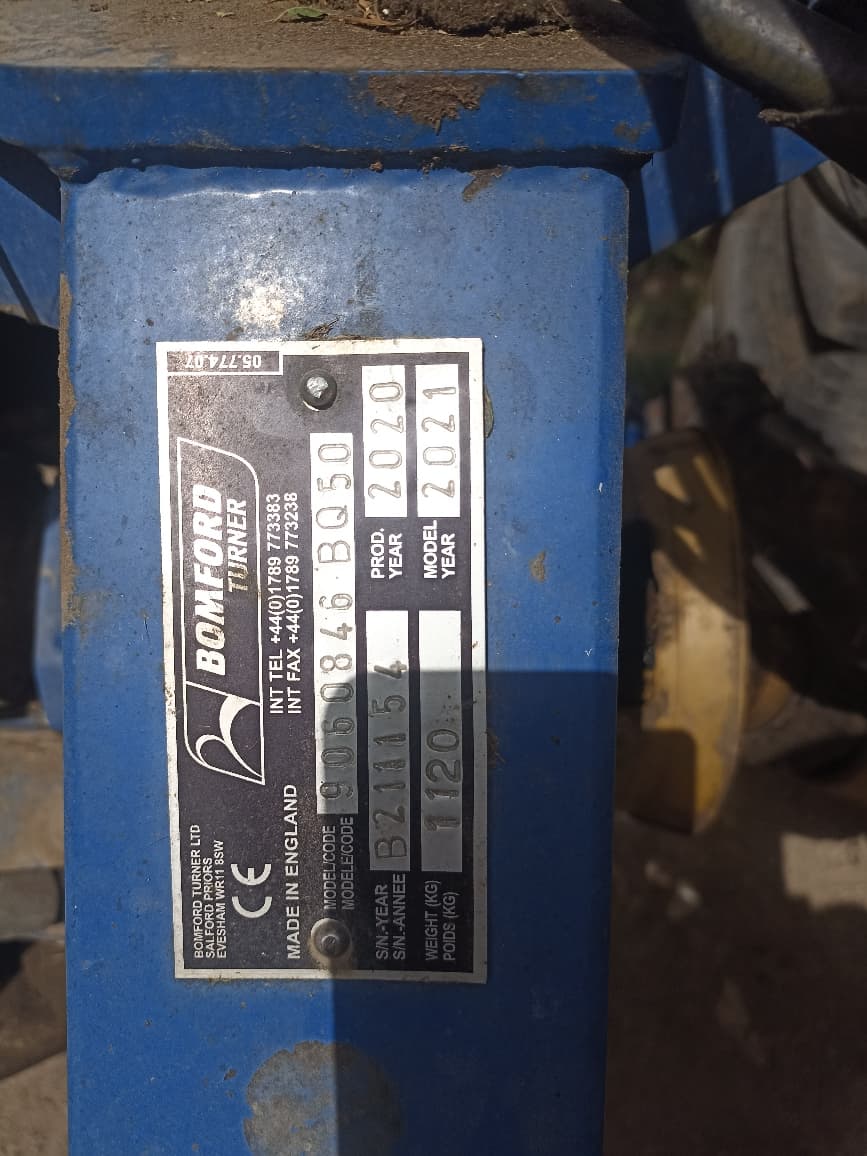 05.774.07
BOMFORD
TURNER
BOMFORD TURNER LTD
SALFORD PRIORS
EVESHAM WR11 8SW
CE
INT TEL +44(0)1789 773383
INT FAX +44(0)1789 773238
MADE IN ENGLAND
MODEL/CODE
MODELE/CODE
9060846 BQ50
S/N.-YEAR
S/N.-ANNEE
B211154
PROD.
YEAR
2020
WEIGHT (KG)
POIDS (KG)
1120
MODEL
YEAR
2021